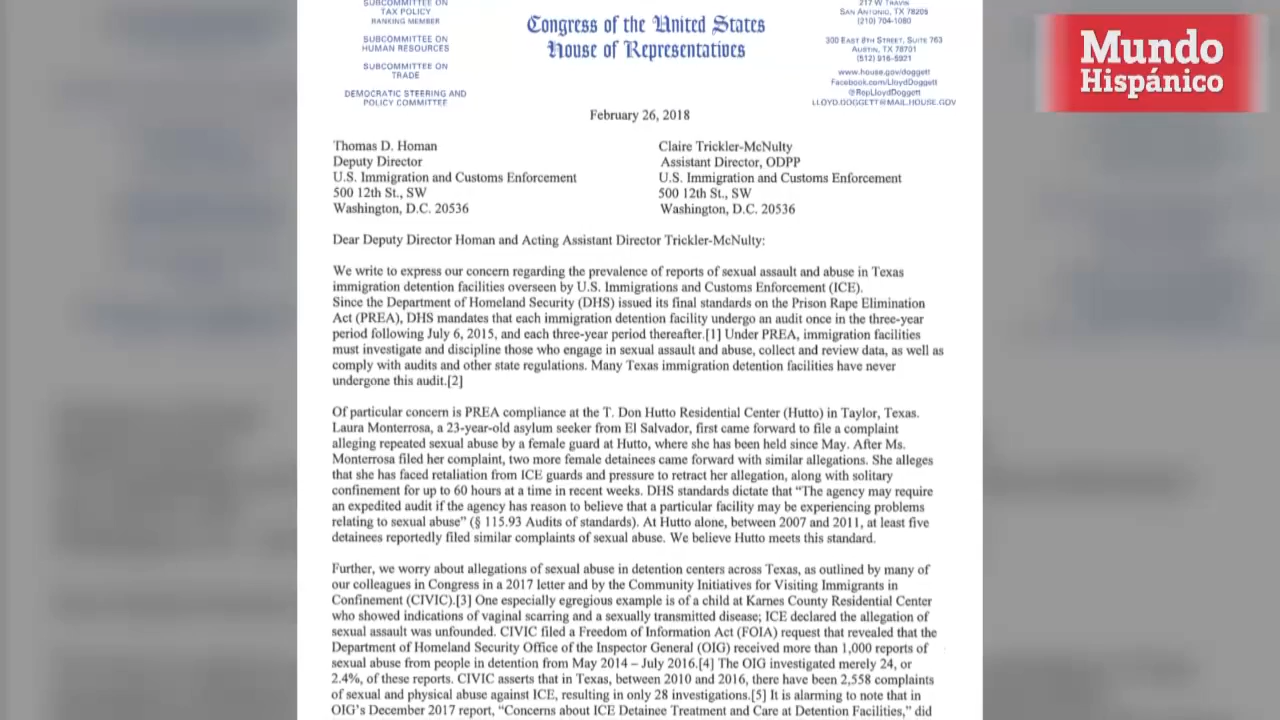 SUBCOMMITTEE ON
TAX POLICY
RANKING MEMBER
SUBCOMMITTEE ON
HUMAN RESOURCES
SUBCOMMITTEE ON
TRADE
DEMOCRATIC STEERING AND
POLICY COMMITTEE
Congress of the United States
House of Representatives
217 W TRAVIS
SAN ANTONIO, TX 78205
(210) 704-1080
300 EAST 8TH STREET, SUITE 763
AUSTIN, TX 78701
(512) 916-5921
www.house.gov/doggett
Facebook.com/LloydDoggett
@RepLloydDoggett
LLOYD.DOGGETT@MAIL.HOUSE.GOV
Mundo
Hispánico
February 26, 2018
Thomas D. Homan
Deputy Director
U.S. Immigration and Customs Enforcement
500 12th St., SW
Washington, D.C. 20536
Claire Trickler-McNulty
Assistant Director, ODPP
U.S. Immigration and Customs Enforcement
500 12th St., SW
Washington, D.C. 20536
Dear Deputy Director Homan and Acting Assistant Director Trickler-McNulty:
We write to express our concern regarding the prevalence of reports of sexual assault and abuse in Texas
immigration detention facilities overseen by U.S. Immigrations and Customs Enforcement (ICE).
Since the Department of Homeland Security (DHS) issued its final standards on the Prison Rape Elimination
Act (PREA), DHS mandates that each immigration detention facility undergo an audit once in the three-year
period following July 6, 2015, and each three-year period thereafter.[1] Under PREA, immigration facilities
must investigate and discipline those who engage in sexual assault and abuse, collect and review data, as well as
comply with audits and other state regulations. Many Texas immigration detention facilities have never
undergone this audit.[2]
Of particular concern is PREA compliance at the T. Don Hutto Residential Center (Hutto) in Taylor, Texas.
Laura Monterrosa, a 23-year-old asylum seeker from El Salvador, first came forward to file a complaint
alleging repeated sexual abuse by a female guard at Hutto, where she has been held since May. After Ms.
Monterrosa filed her complaint, two more female detainees came forward with similar allegations. She alleges
that she has faced retaliation from ICE guards and pressure to retract her allegation, along with solitary
confinement for up to 60 hours at a time in recent weeks. DHS standards dictate that “The agency may require
an expedited audit if the agency has reason to believe that a particular facility may be experiencing problems
relating to sexual abuse” (§ 115.93 Audits of standards). At Hutto alone, between 2007 and 2011, at least five
detainees reportedly filed similar complaints of sexual abuse. We believe Hutto meets this standard.
Further, we worry about allegations of sexual abuse in detention centers across Texas, as outlined by many of
our colleagues in Congress in a 2017 letter and by the Community Initiatives for Visiting Immigrants in
Confinement (CIVIC).[3] One especially egregious example is of a child at Karnes County Residential Center
who showed indications of vaginal scarring and a sexually transmitted disease; ICE declared the allegation of
sexual assault was unfounded. CIVIC filed a Freedom of Information Act (FOIA) request that revealed that the
Department of Homeland Security Office of the Inspector General (OIG) received more than 1,000 reports of
sexual abuse from people in detention from May 2014 – July 2016.[4] The OIG investigated merely 24, or
2.4%, of these reports. CIVIC asserts that in Texas, between 2010 and 2016, there have been 2,558 complaints
of sexual and physical abuse against ICE, resulting in only 28 investigations.[5] It is alarming to note that in
OIG’s December 2017 report, “Concerns about ICE Detainee Treatment and Care at Detention Facilities,” did